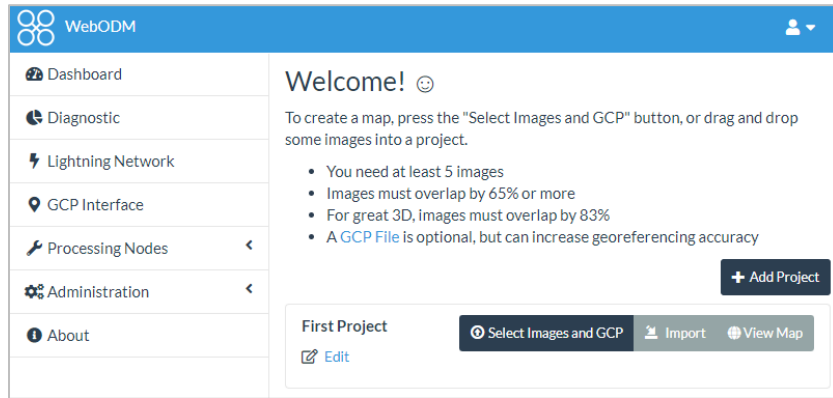 WebODM
Dashboard
Diagnostic
Lightning Network
GCP Interface
Processing Nodes
Administration
About
Welcome! ☺
To create a map, press the "Select Images and GCP" button, or drag and drop
some images into a project.
• You need at least 5 images
• Images must overlap by 65% or more
• For great 3D, images must overlap by 83%
• A GCP File is optional, but can increase georeferencing accuracy
+ Add Project
First Project
Select Images and GCP Import View Map
Edit